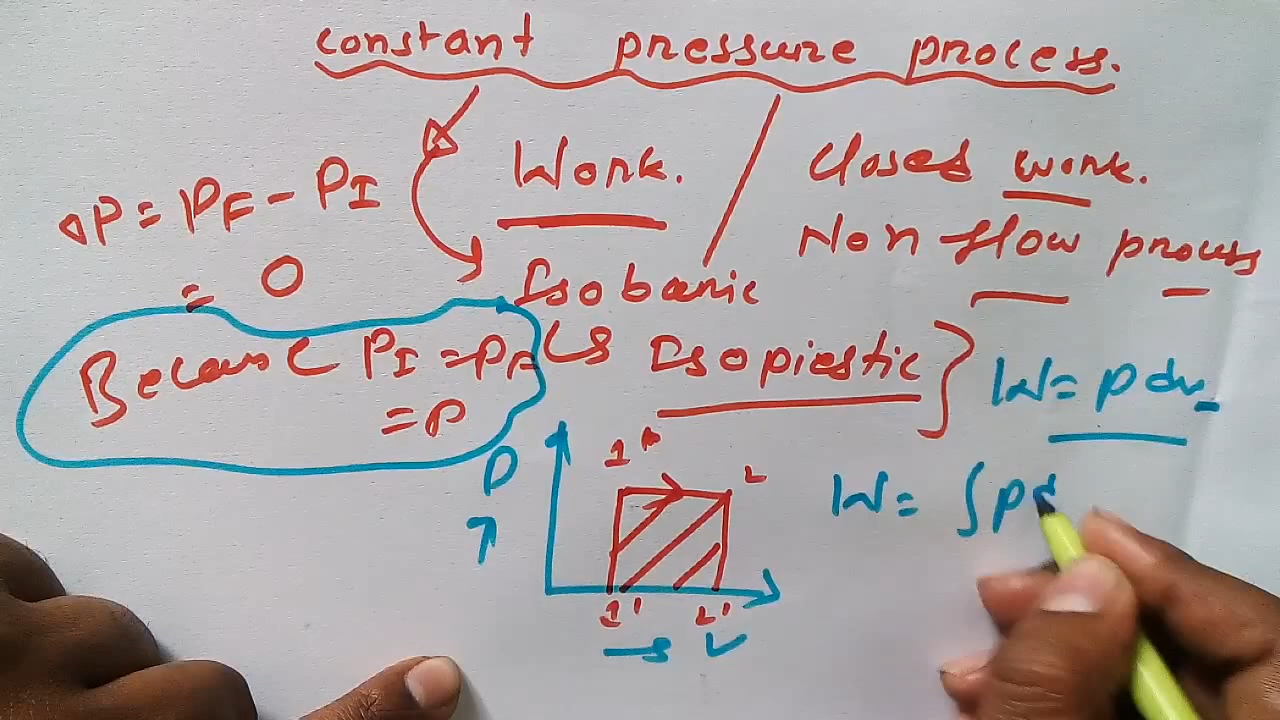 constant pressure process.
Work.
closed work.
Non flow process
ΔP = PF - PI
= 0
Isobaric
Because PI = PF
= P
↳ Isopiestic }
W = pdv
P
1
2
W = ∫ pd
1'
2'
→ V